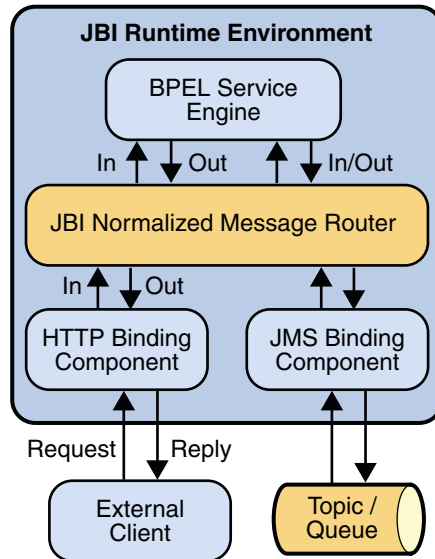 JBI Runtime Environment
BPEL Service
Engine
In
Out
In/Out
JBI Normalized Message Router
In
Out
HTTP Binding
Component
JMS Binding
Component
Request
Reply
External
Client
Topic /
Queue